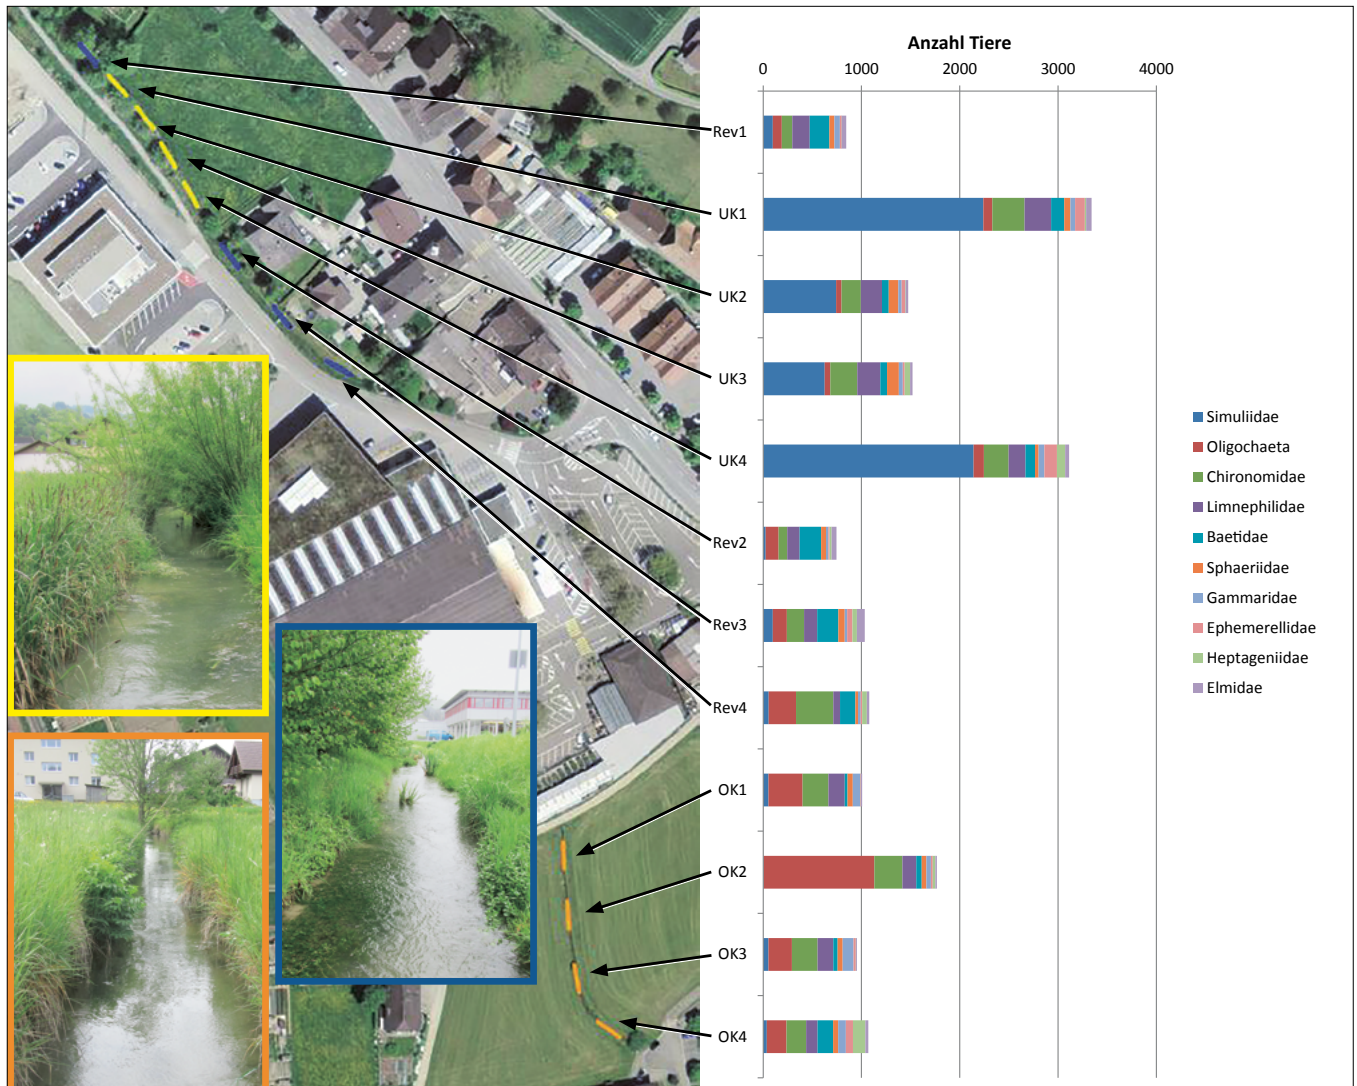 Anzahl Tiere
0 1000 2000 3000 4000
Rev1
UK1
UK2
UK3
UK4
Rev2
Rev3
Rev4
OK1
OK2
OK3
OK4
Simuliidae
Oligochaeta
Chironomidae
Limnephilidae
Baetidae
Sphaeriidae
Gammaridae
Ephemerellidae
Heptageniidae
Elmidae